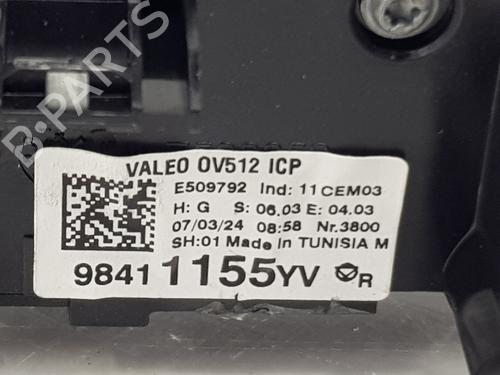 B-PARTS
VALEO OV512 ICP
E509792 Ind: 11CEM03
H: G S: 06.03 E: 04.03
07/03/24 08:58 Nr.3800
SH:01 Made in TUNISIA M
98411155YV R